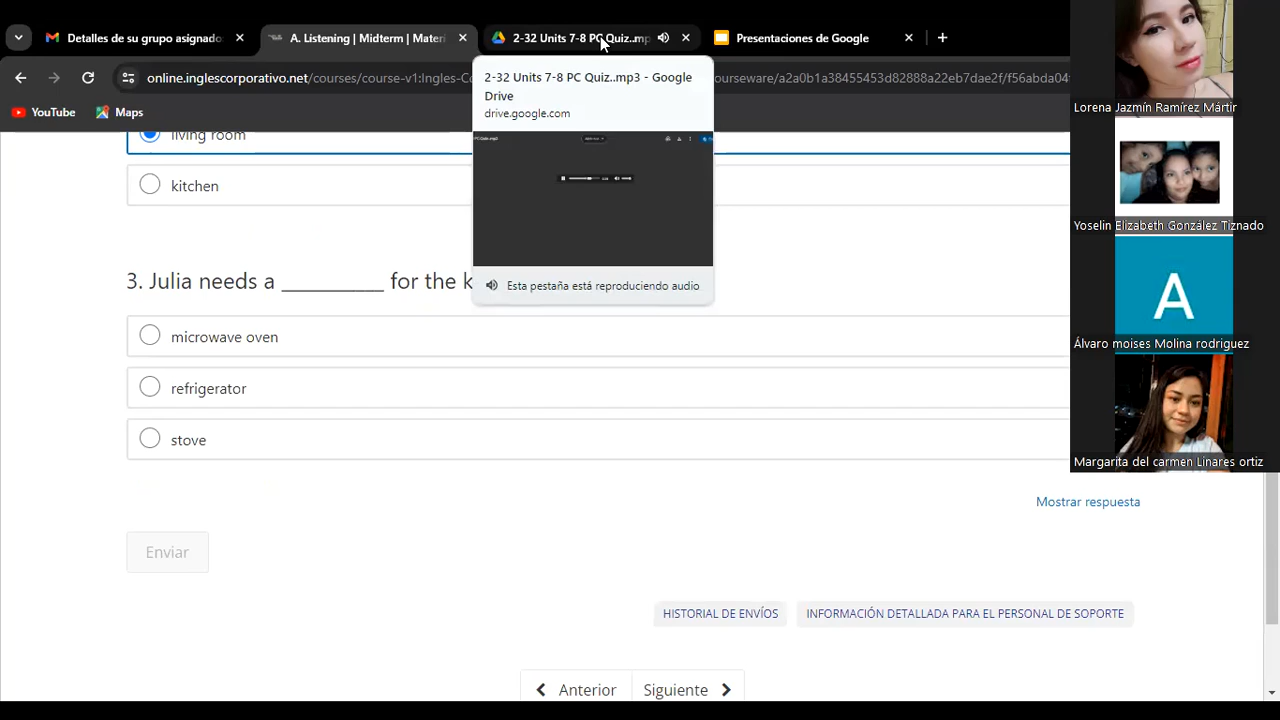 Detalles de su grupo asignado
A. Listening | Midterm | Materi
2-32 Units 7-8 PC Quiz..mp
Presentaciones de Google
online.inglescorporativo.net/courses/course-v1:Ingles-Co
ourseware/a2a0b1a38455453d82888a22eb7dae2f/f56abda04
YouTube
Maps
2-32 Units 7-8 PC Quiz..mp3 - Google
Drive
drive.google.com
Esta pestaña está reproduciendo audio
living room
kitchen
3. Julia needs a __________ for the k
microwave oven
refrigerator
stove
Mostrar respuesta
Enviar
HISTORIAL DE ENVÍOS
INFORMACIÓN DETALLADA PARA EL PERSONAL DE SOPORTE
Anterior
Siguiente
Lorena Jazmín Ramírez Mártir
Yoselin Elizabeth González Tiznado
A
Álvaro moises Molina rodriguez
Margarita del carmen Linares ortiz